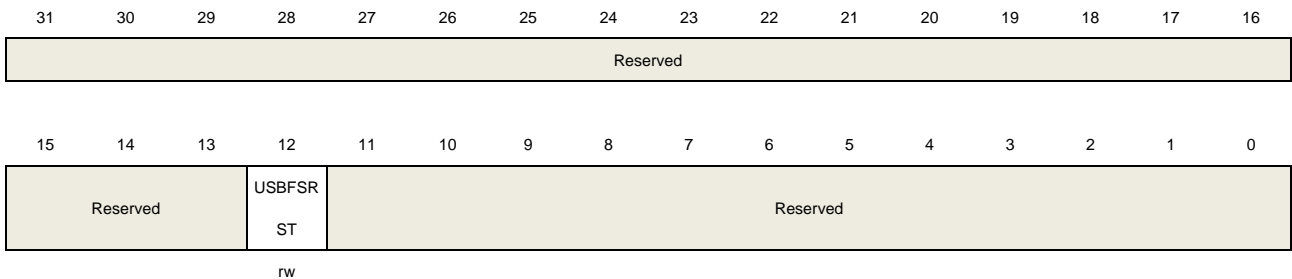 31 30 29 28 27 26 25 24 23 22 21 20 19 18 17 16
Reserved
15 14 13 12 11 10 9 8 7 6 5 4 3 2 1 0
Reserved USBFSR ST Reserved
rw